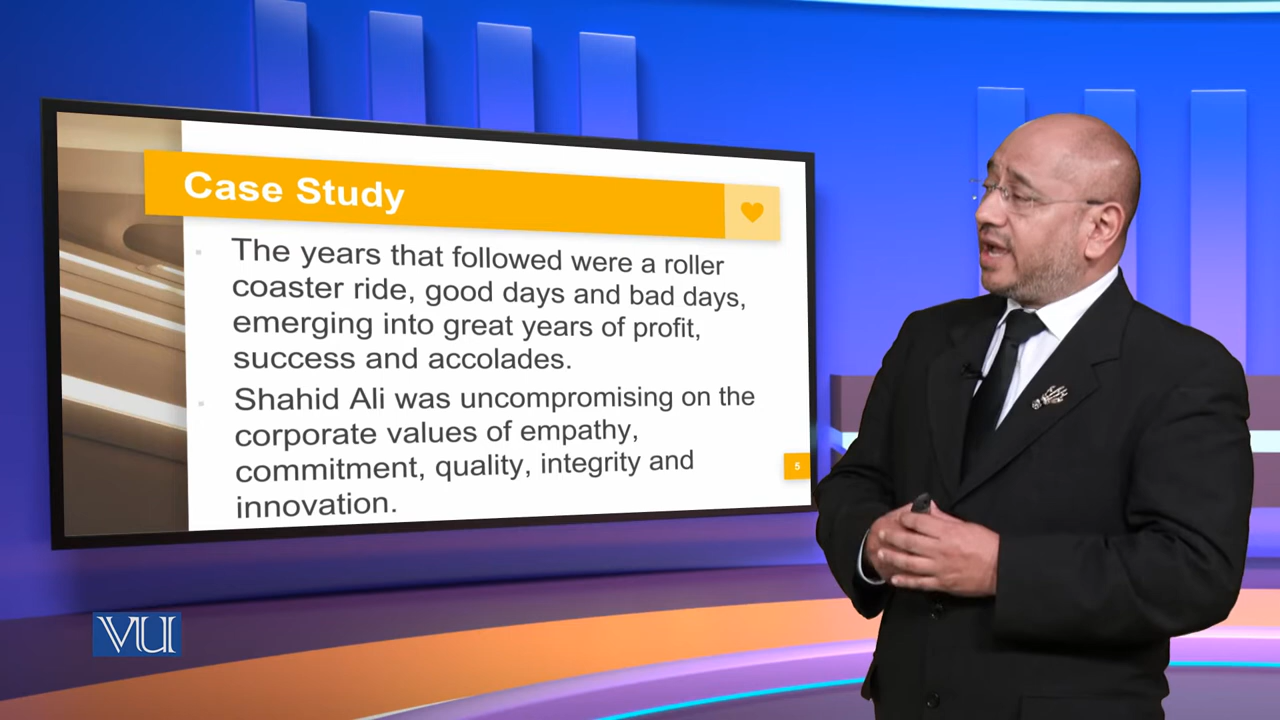 Case Study
The years that followed were a roller
coaster ride, good days and bad days,
emerging into great years of profit,
success and accolades.
Shahid Ali was uncompromising on the
corporate values of empathy,
commitment, quality, integrity and
innovation.
5
VU